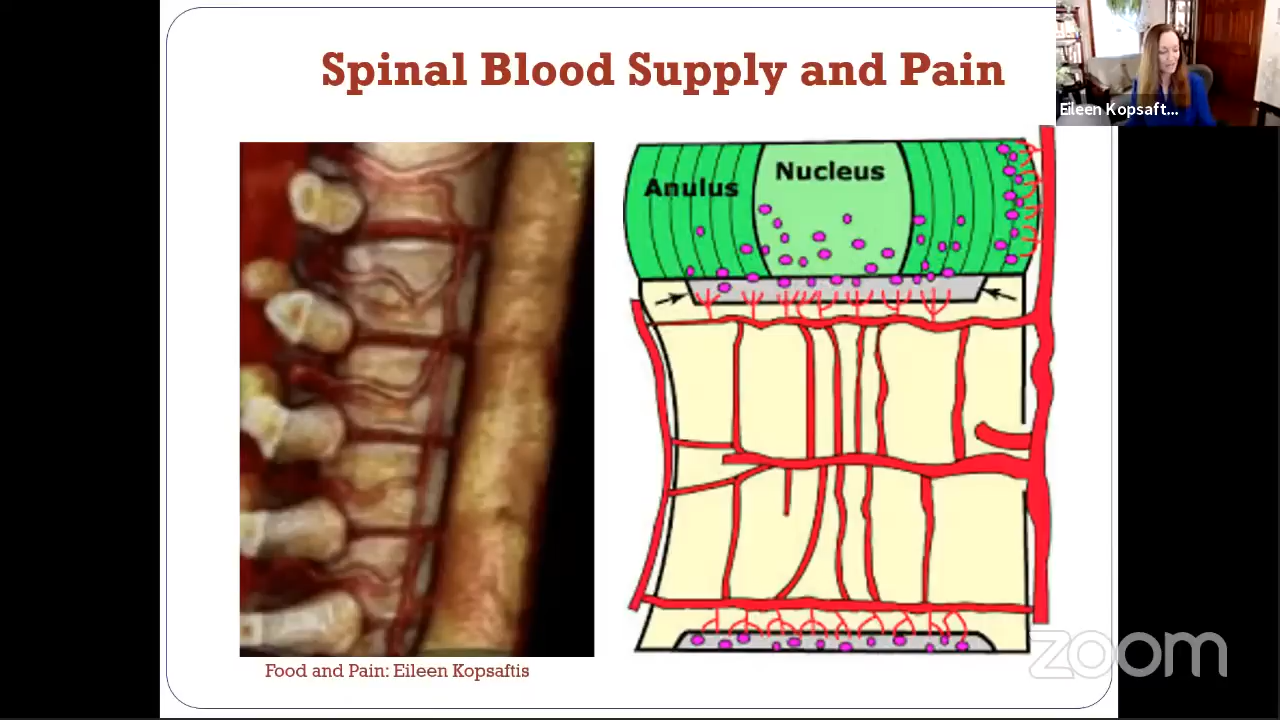 Spinal Blood Supply and Pain
Eileen Kopsaft...
Anulus
Nucleus
Food and Pain: Eileen Kopsaftis
zoom